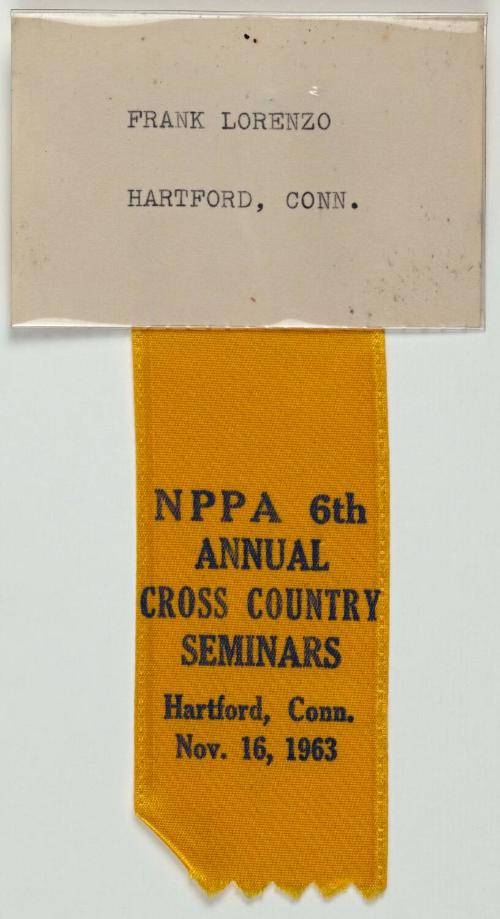 FRANK LORENZO
HARTFORD, CONN.
NPPA 6th
ANNUAL
CROSS COUNTRY
SEMINARS
Hartford, Conn.
Nov. 16, 1963